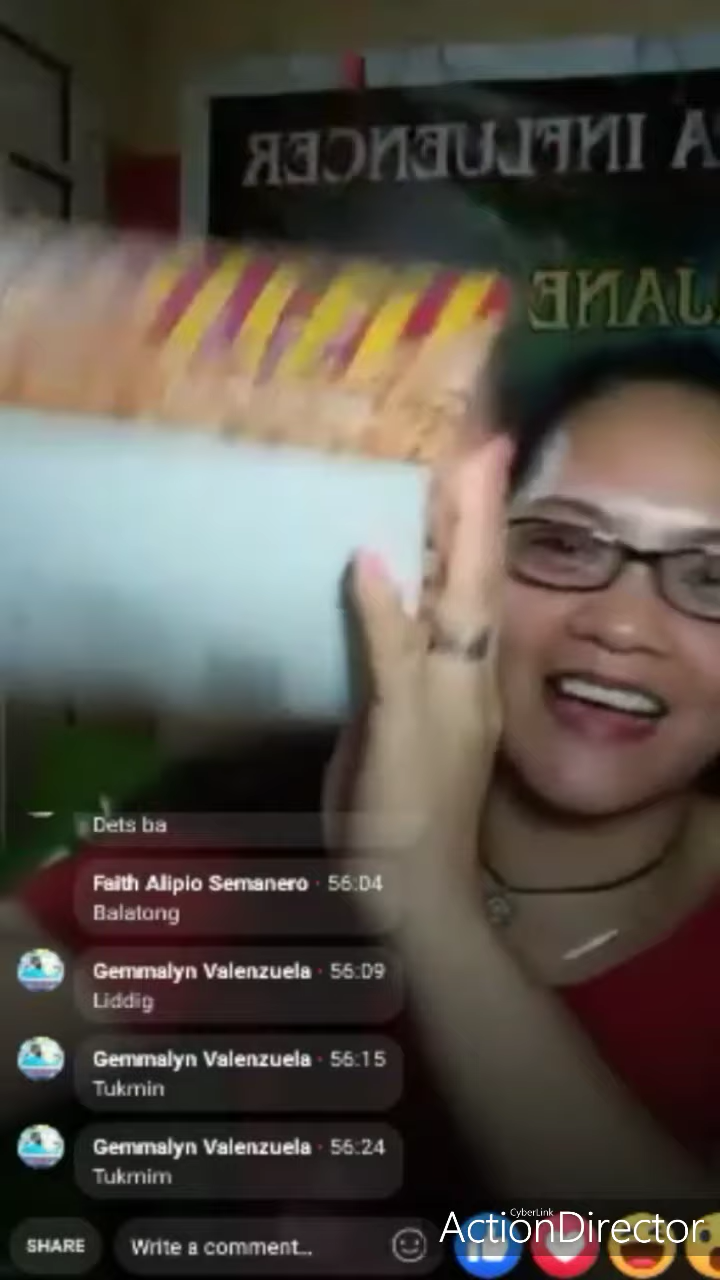 A INFLUENCER
JANE
Dets ba
Faith Alipio Semanero · 56:04
Balatong
Gemmalyn Valenzuela · 56:09
Liddig
Gemmalyn Valenzuela · 56:15
Tukmin
Gemmalyn Valenzuela · 56:24
Tukmim
SHARE
Write a comment...
CyberLink
ActionDirector